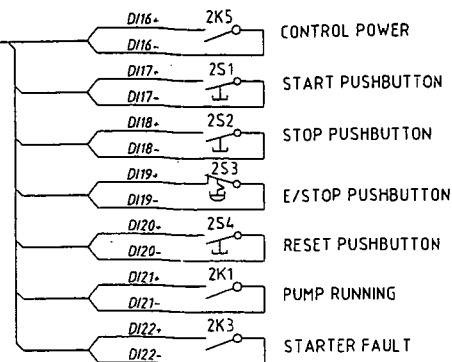 DI16+ 2K5 CONTROL POWER
DI16-
DI17+ 2S1 START PUSHBUTTON
DI17-
DI18+ 2S2 STOP PUSHBUTTON
DI18-
DI19+ 2S3
DI19- E/STOP PUSHBUTTON
DI20+ 2S4 RESET PUSHBUTTON
DI20-
DI21+ 2K1 PUMP RUNNING
DI21-
DI22+ 2K3 STARTER FAULT
DI22-